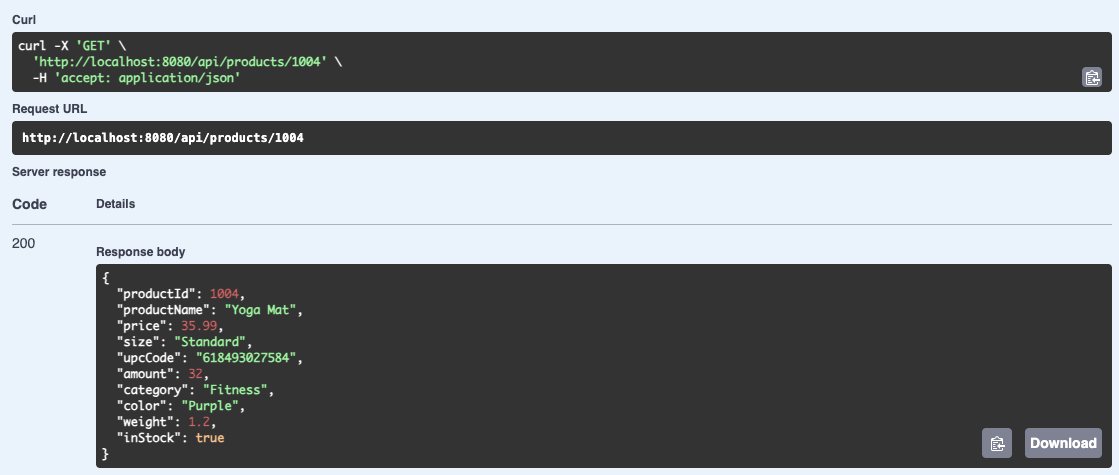 Curl
curl -X 'GET' \
  'http://localhost:8080/api/products/1004' \
  -H 'accept: application/json'
Request URL
http://localhost:8080/api/products/1004
Server response
Code Details
200
Response body
{
  "productId": 1004,
  "productName": "Yoga Mat",
  "price": 35.99,
  "size": "Standard",
  "upcCode": "618493027584",
  "amount": 32,
  "category": "Fitness",
  "color": "Purple",
  "weight": 1.2,
  "inStock": true
}
Download